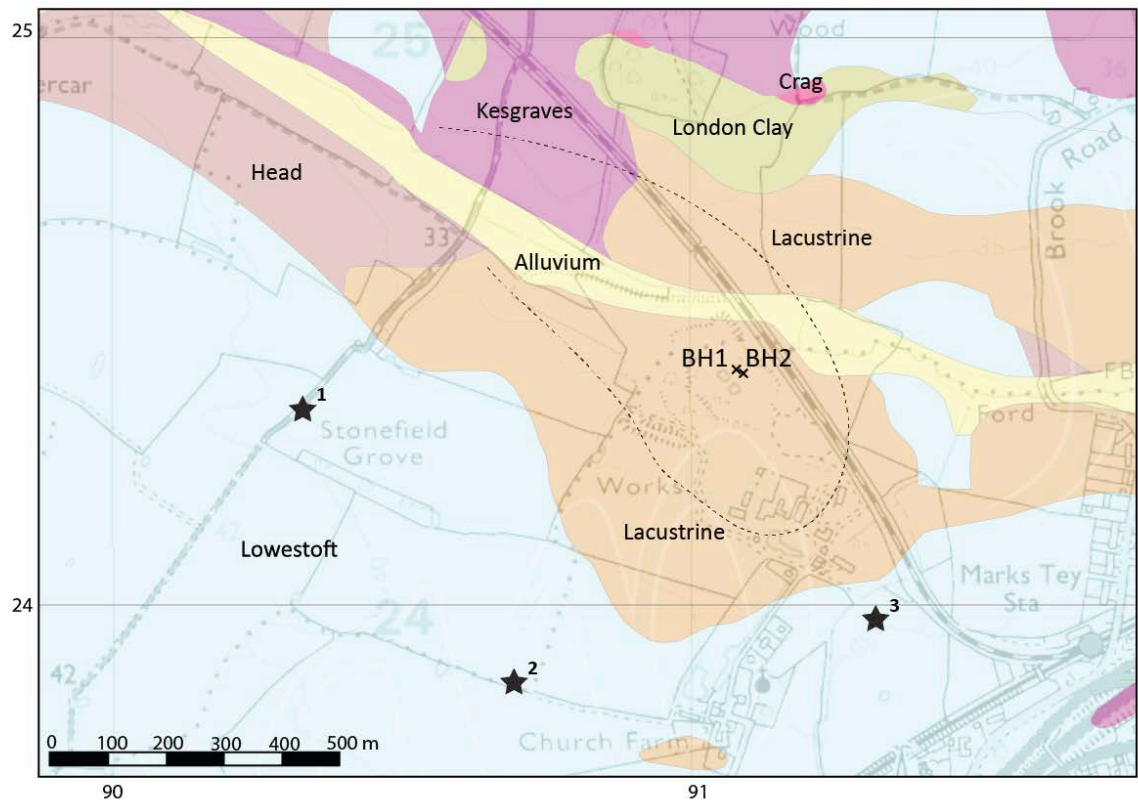 25
25
Wood
40
ercar
Crag
36
Kesgraves
London Clay
Road
Head
Brook
33
Lacustrine
Alluvium
BH1 BH2
FB
1
Ford
Stonefield
Grove
Works
Lacustrine
Lowestoft
Marks Tey
Sta
24
24
3
42
2
0 100 200 300 400 500 m
Church Farm
90
91